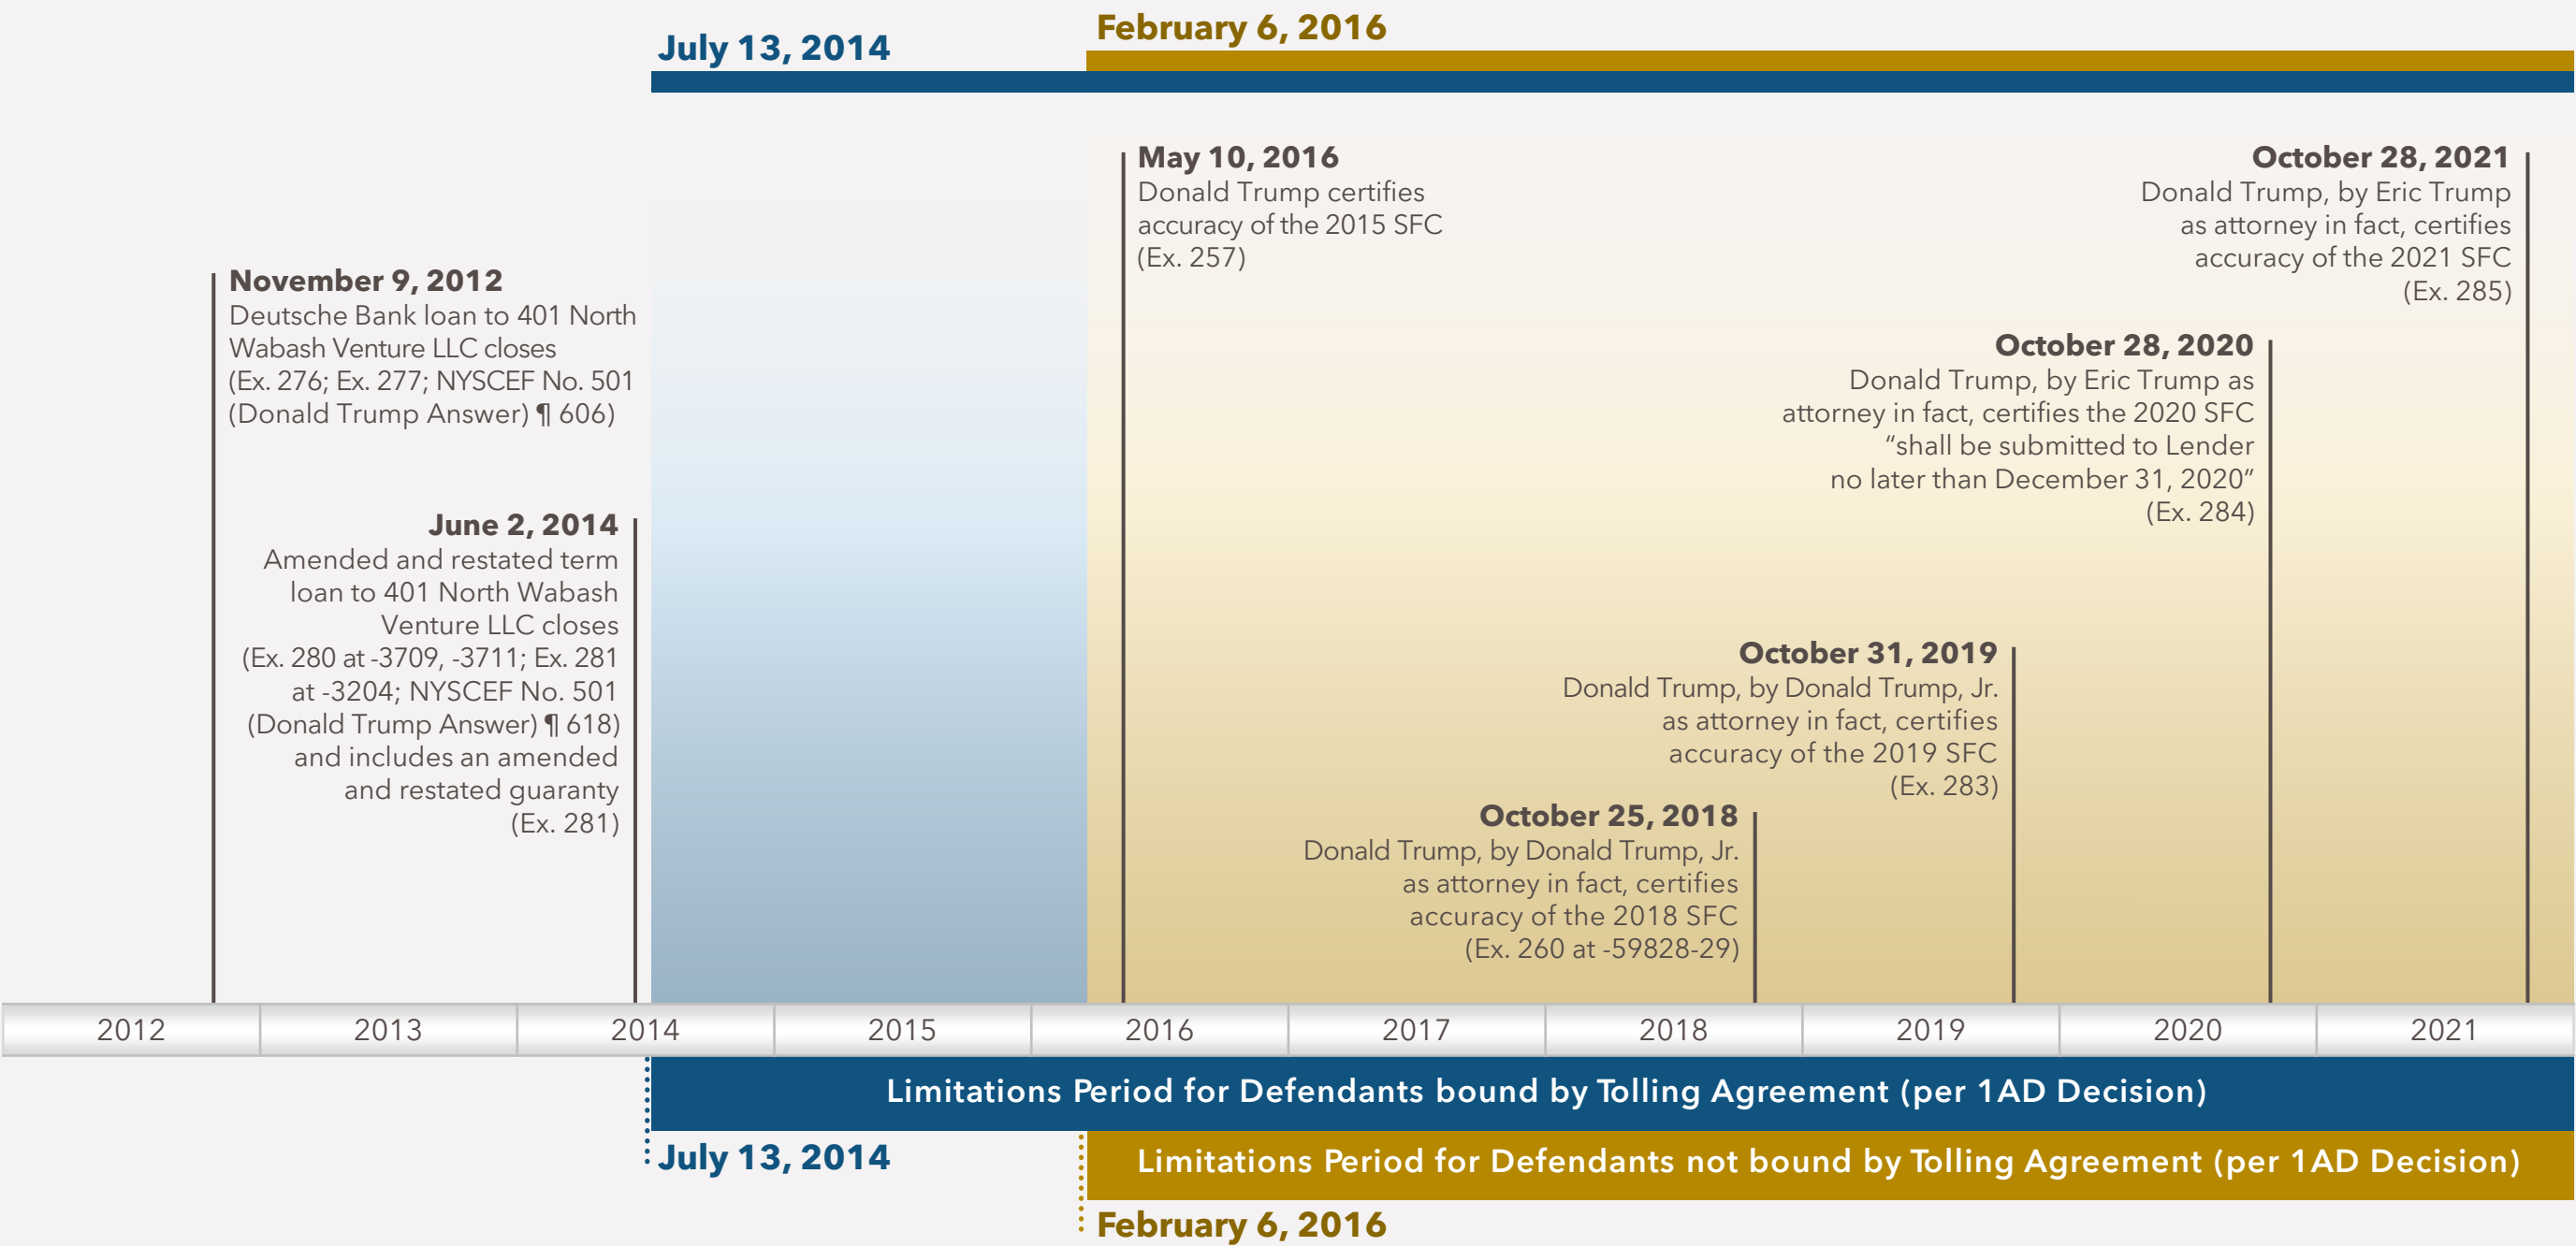 July 13, 2014
February 6, 2016
November 9, 2012
Deutsche Bank loan to 401 North
Wabash Venture LLC closes
(Ex. 276; Ex. 277; NYSCEF No. 501
(Donald Trump Answer) ¶ 606)
June 2, 2014
Amended and restated term
loan to 401 North Wabash
Venture LLC closes
(Ex. 280 at -3709, -3711; Ex. 281
at -3204; NYSCEF No. 501
(Donald Trump Answer) ¶ 618)
and includes an amended
and restated guaranty
(Ex. 281)
May 10, 2016
Donald Trump certifies
accuracy of the 2015 SFC
(Ex. 257)
October 25, 2018
Donald Trump, by Donald Trump, Jr.
as attorney in fact, certifies
accuracy of the 2018 SFC
(Ex. 260 at -59828-29)
October 31, 2019
Donald Trump, by Donald Trump, Jr.
as attorney in fact, certifies
accuracy of the 2019 SFC
(Ex. 283)
October 28, 2020
Donald Trump, by Eric Trump as
attorney in fact, certifies the 2020 SFC
“shall be submitted to Lender
no later than December 31, 2020”
(Ex. 284)
October 28, 2021
Donald Trump, by Eric Trump
as attorney in fact, certifies
accuracy of the 2021 SFC
(Ex. 285)
2012 2013 2014 2015 2016 2017 2018 2019 2020 2021
Limitations Period for Defendants bound by Tolling Agreement (per 1AD Decision)
July 13, 2014
Limitations Period for Defendants not bound by Tolling Agreement (per 1AD Decision)
February 6, 2016